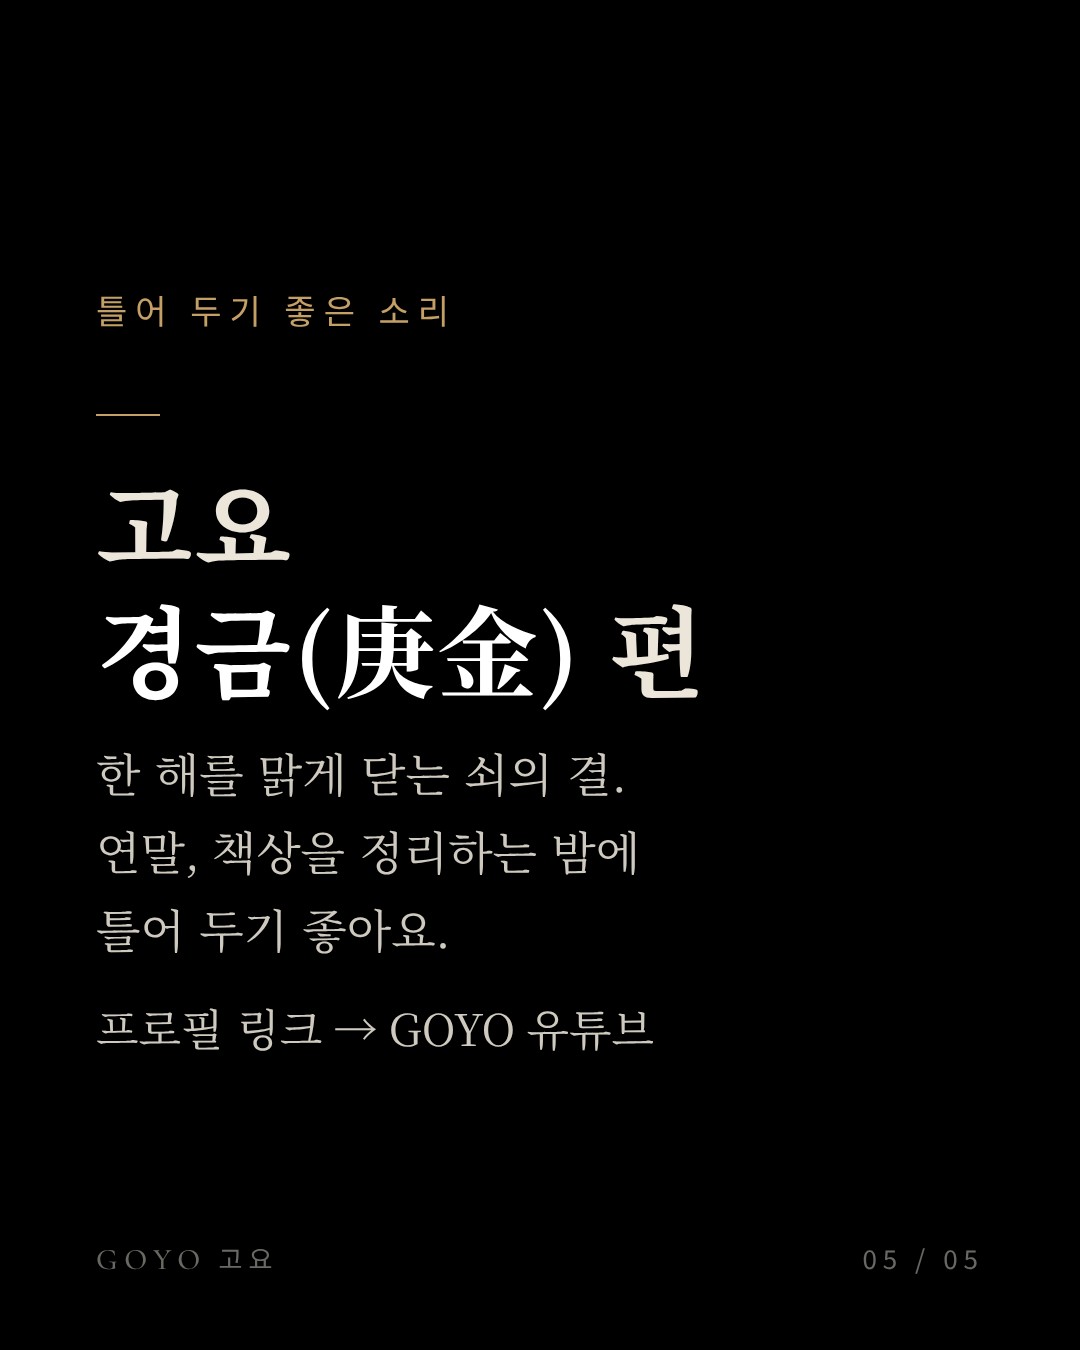 틀어 두기 좋은 소리
고요
경금(庚金) 편
한 해를 맑게 닫는 쇠의 결.
연말, 책상을 정리하는 밤에
틀어 두기 좋아요.
프로필 링크 → GOYO 유튜브
GOYO 고요
05 / 05